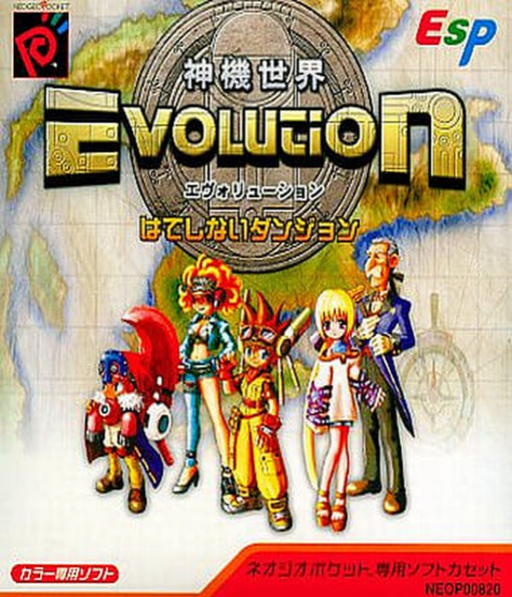 NEOGEO POCKET
ESP
神機世界
EVOLUTION
エヴォリューション
はてしないダンジョン
カラー専用ソフト
ネオジオポケット専用ソフトカセット
NEOP00820